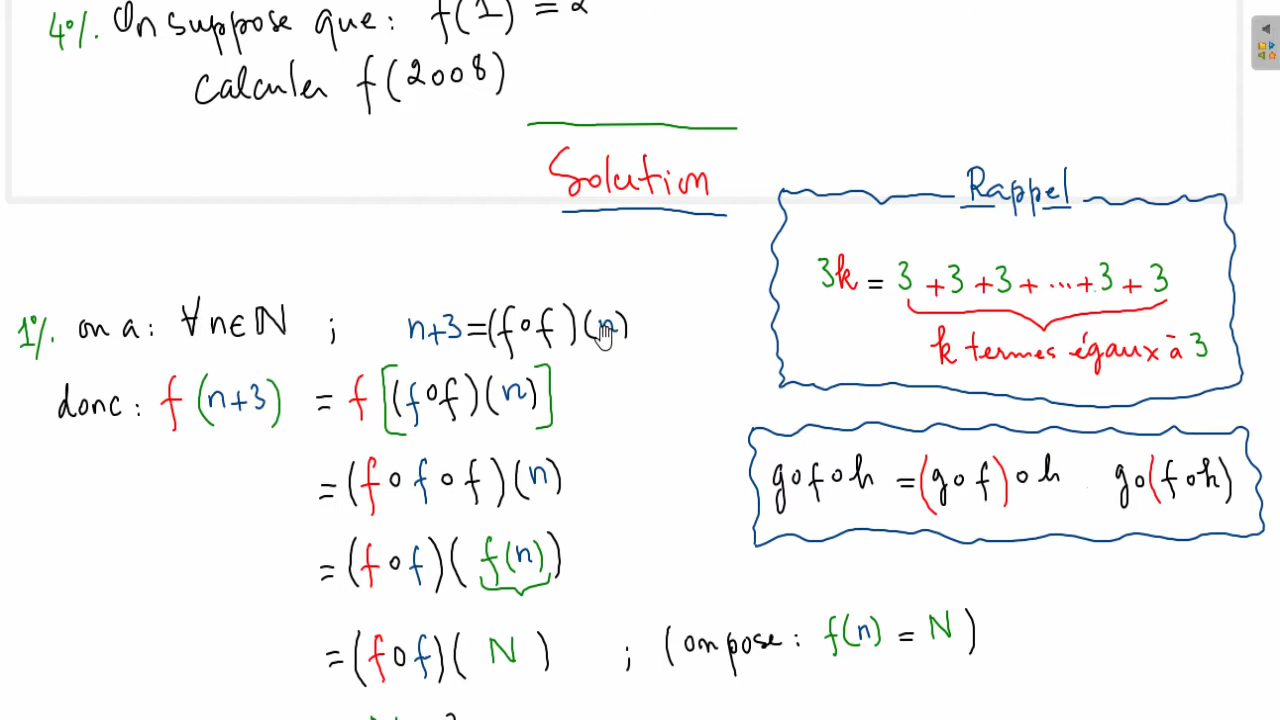 4°/. On suppose que : f(1) = 2
calculer f(2008)
Solution
Rappel
3k = 3 + 3 + 3 + ... + 3 + 3
k termes égaux à 3
1°/. on a : ∀n∈ℕ ; n+3=(f∘f)(n)
donc : f(n+3) = f[(f∘f)(n)]
= (f∘f∘f)(n)
g∘f∘h = (g∘f)∘h g∘(f∘h)
= (f∘f)(f(n))
= (f∘f)(N) ; (on pose : f(n) = N)